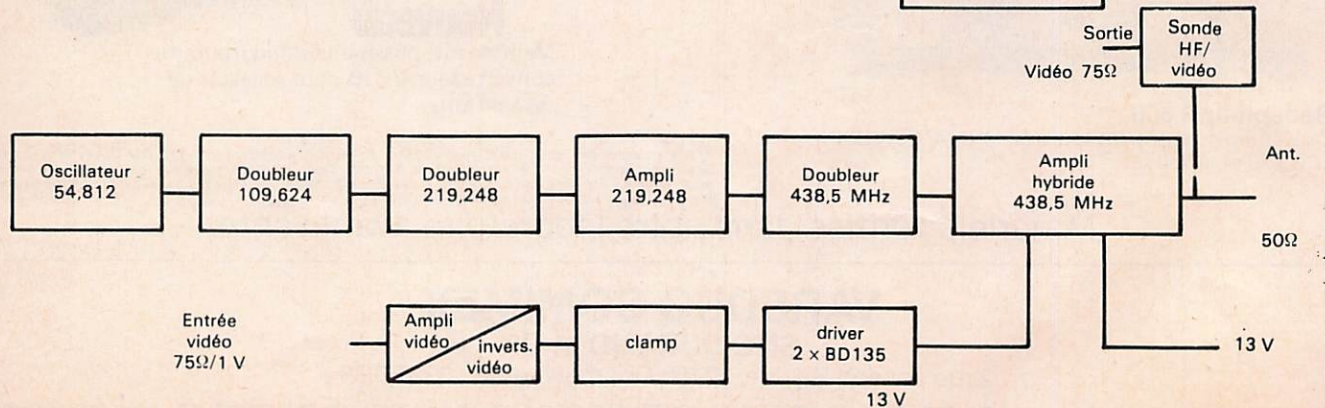 Sortie
Vidéo 75Ω
Sonde
HF/
vidéo
Oscillateur
54,812
Doubleur
109,624
Doubleur
219,248
Ampli
219,248
Doubleur
438,5 MHz
Ampli
hybride
438,5 MHz
Ant.
50Ω
Entrée
vidéo
75Ω/1 V
Ampli
vidéo
invers.
vidéo
clamp
driver
2 × BD135
13 V
13 V